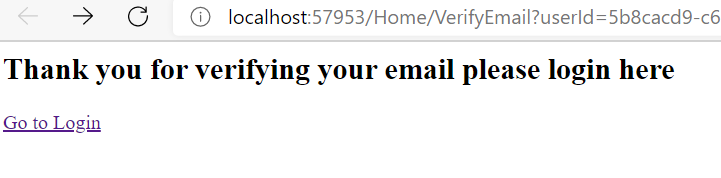 localhost:57953/Home/VerifyEmail?userId=5b8cacd9-c6
Thank you for verifying your email please login here
Go to Login